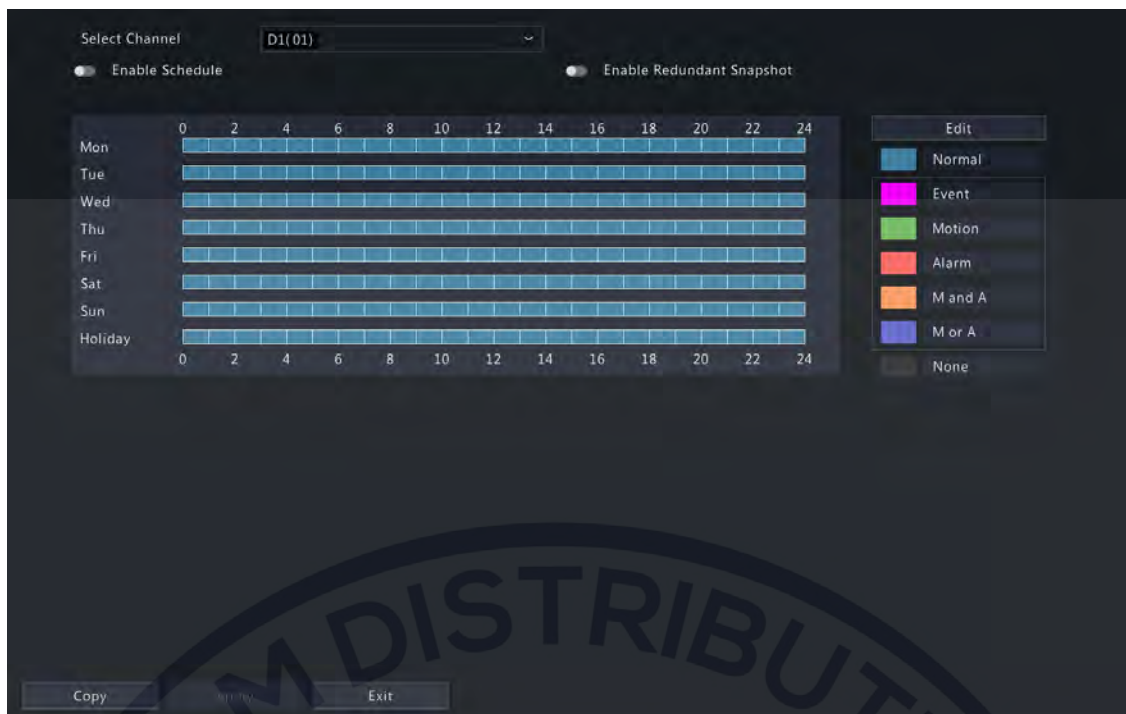 Select Channel D1(01)
Enable Schedule Enable Redundant Snapshot
0 2 4 6 8 10 12 14 16 18 20 22 24
Edit
Mon
Normal
Tue
Wed
Event
Thu
Motion
Fri
Alarm
Sat
M and A
Sun
M or A
Holiday
0 2 4 6 8 10 12 14 16 18 20 22 24
None
M DISTRIBUT
Copy Exit